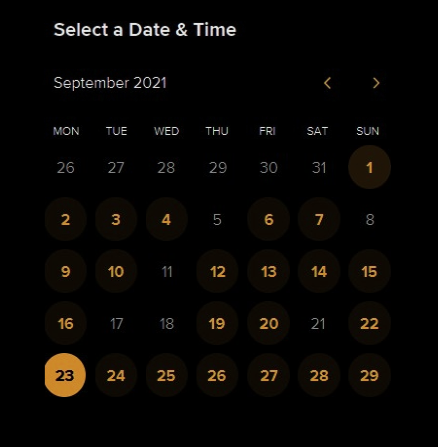 Select a Date & Time
September 2021
MON TUE WED THU FRI SAT SUN
26 27 28 29 30 31 1
2 3 4 5 6 7 8
9 10 11 12 13 14 15
16 17 18 19 20 21 22
23 24 25 26 27 28 29